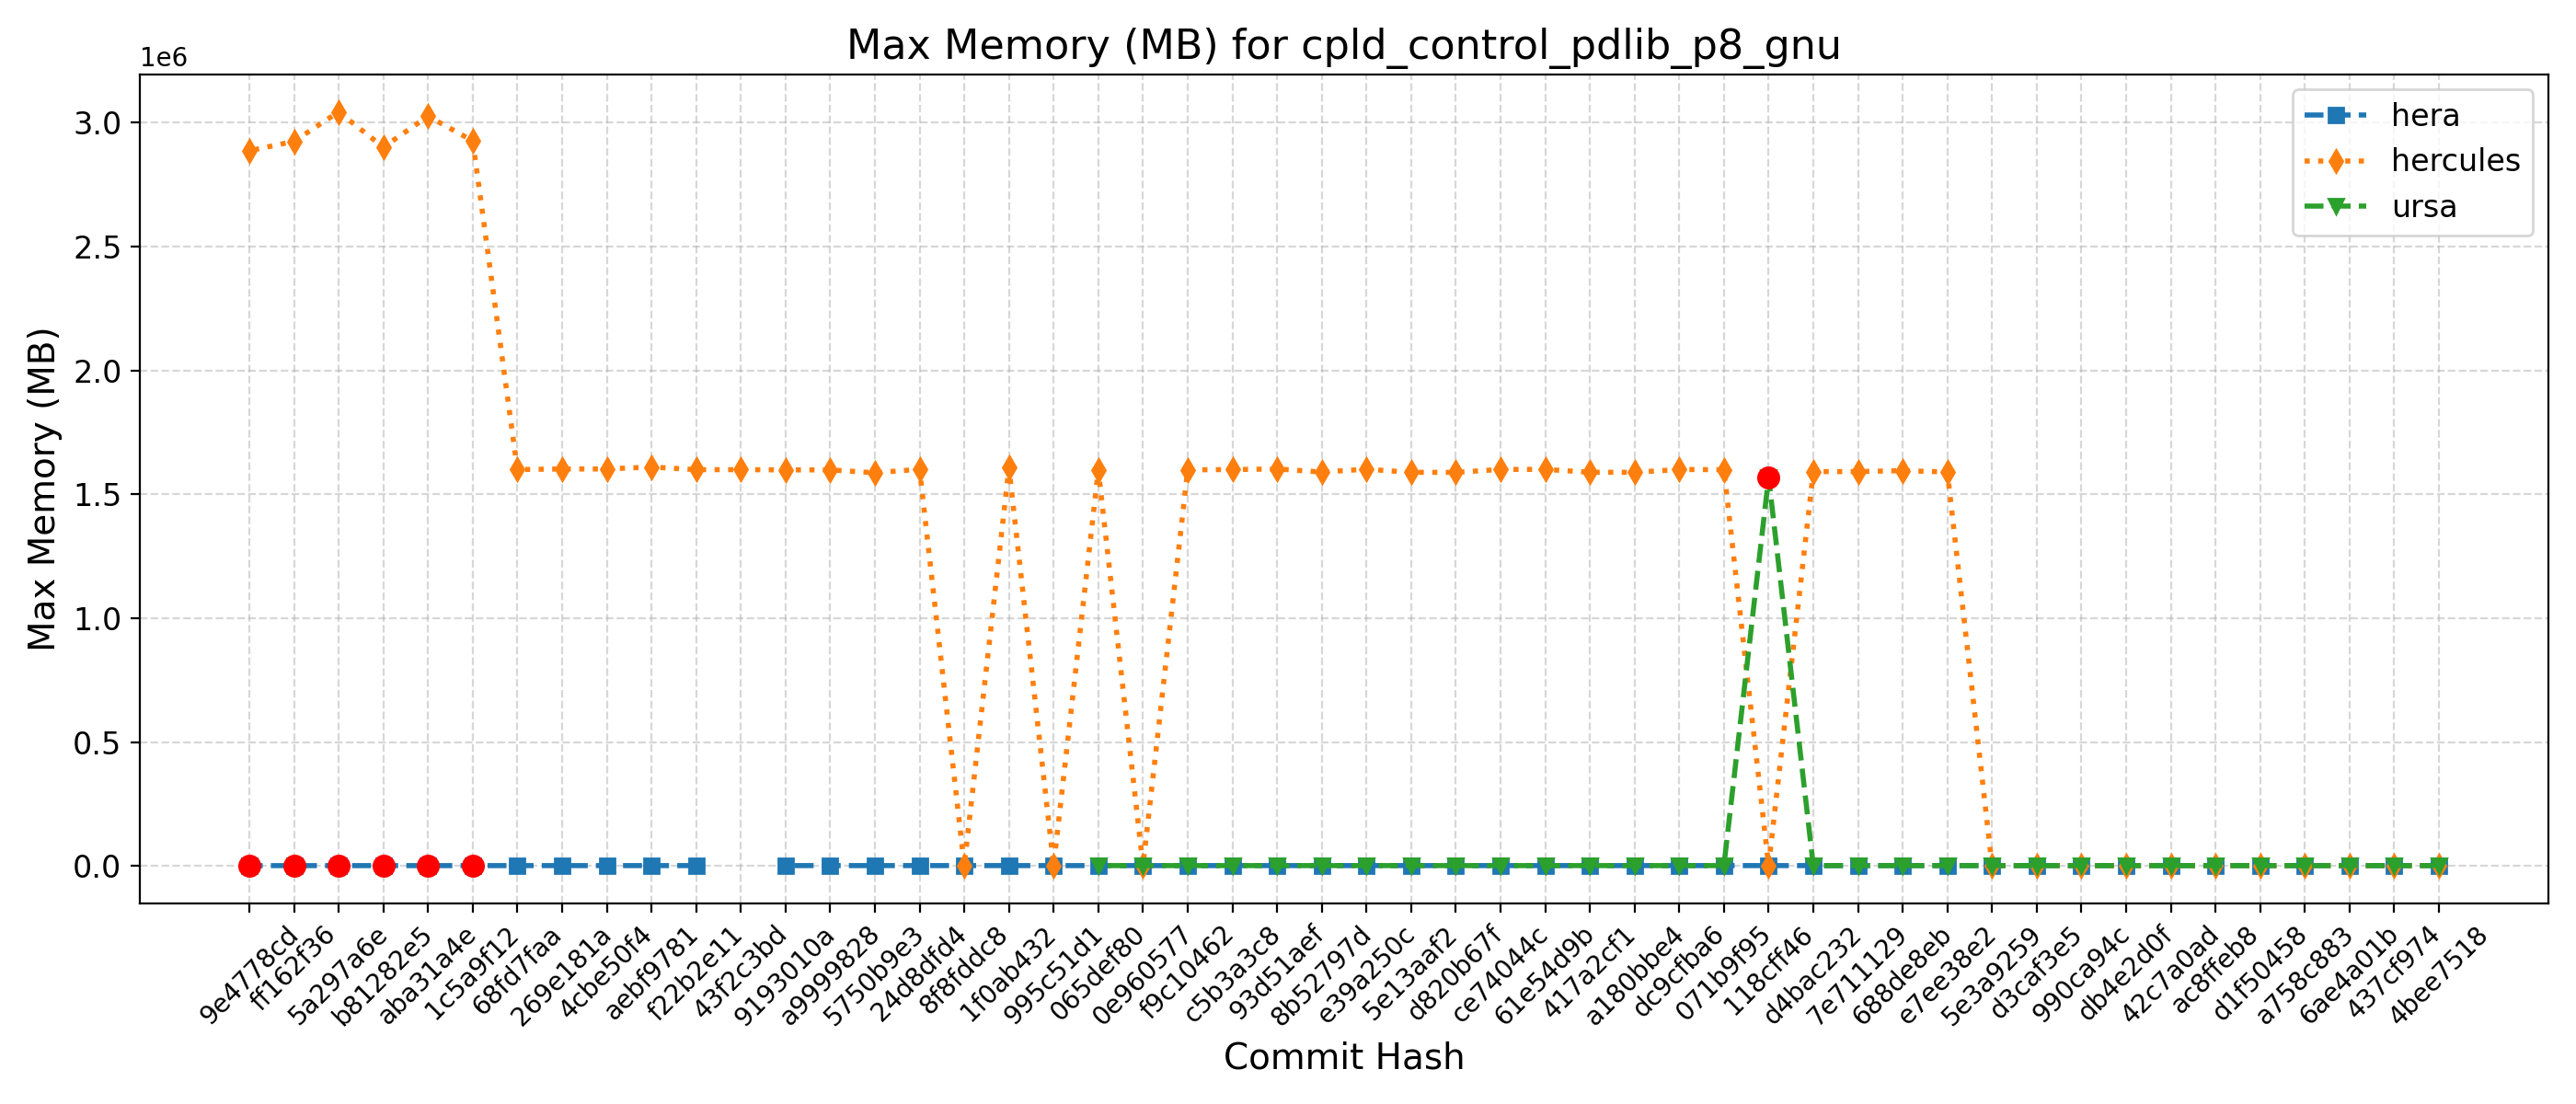 Max Memory (MB) for cpld_control_pdlib_p8_gnu
1e6
3.0
2.5
2.0
1.5
1.0
0.5
0.0
Max Memory (MB)
hera
hercules
ursa
9e4778cd
ff162f36
5a297a6e
b81282e5
aba31a4e
1c5a9f12
68fd7faa
269e181a
4cbe50f4
aebf9781
f22b2e11
43f2c3bd
9193010a
a9999828
5750b9e3
24d8dfd4
8f8fddc8
1f0ab432
995c51d1
065def80
0e960577
f9c10462
c5b3a3c8
93d51aef
8b52797d
e39a250c
5e13aaf2
d820b67f
ce74044c
61e54d9b
417a2cf1
a180bbe4
dc9cfba6
071b9f95
118cff46
d4bac232
7e711129
688de8eb
e7ee38e2
5e3a9259
d3caf3e5
990ca94c
db4e2d0f
42c7a0ad
ac8ffeb8
d1f50458
a758c883
6ae4a01b
437cf974
4bee7518
Commit Hash